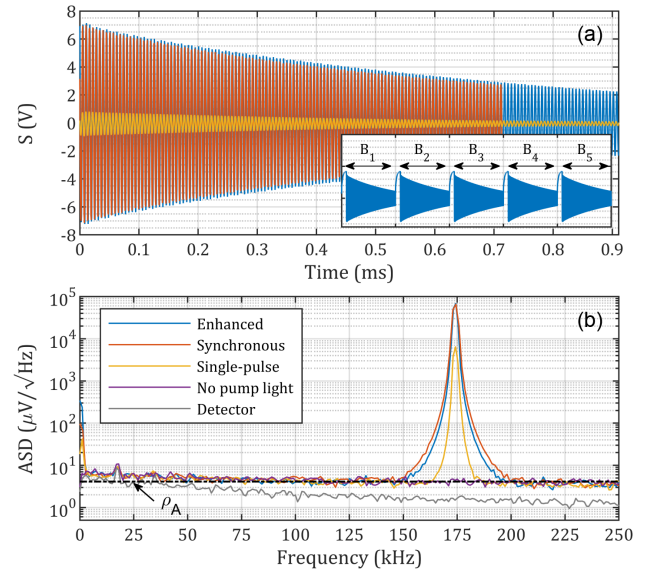 (a)
8
6
4
2
0
-2
-4
-6
-8
S (V)
B1 B2 B3 B4 B5
0 0.1 0.2 0.3 0.4 0.5 0.6 0.7 0.8 0.9
Time (ms)
(b)
10^5
10^4
10^3
10^2
10^1
10^0
ASD (μV/√Hz)
Enhanced
Synchronous
Single-pulse
No pump light
Detector
ρA
0 25 50 75 100 125 150 175 200 225 250
Frequency (kHz)